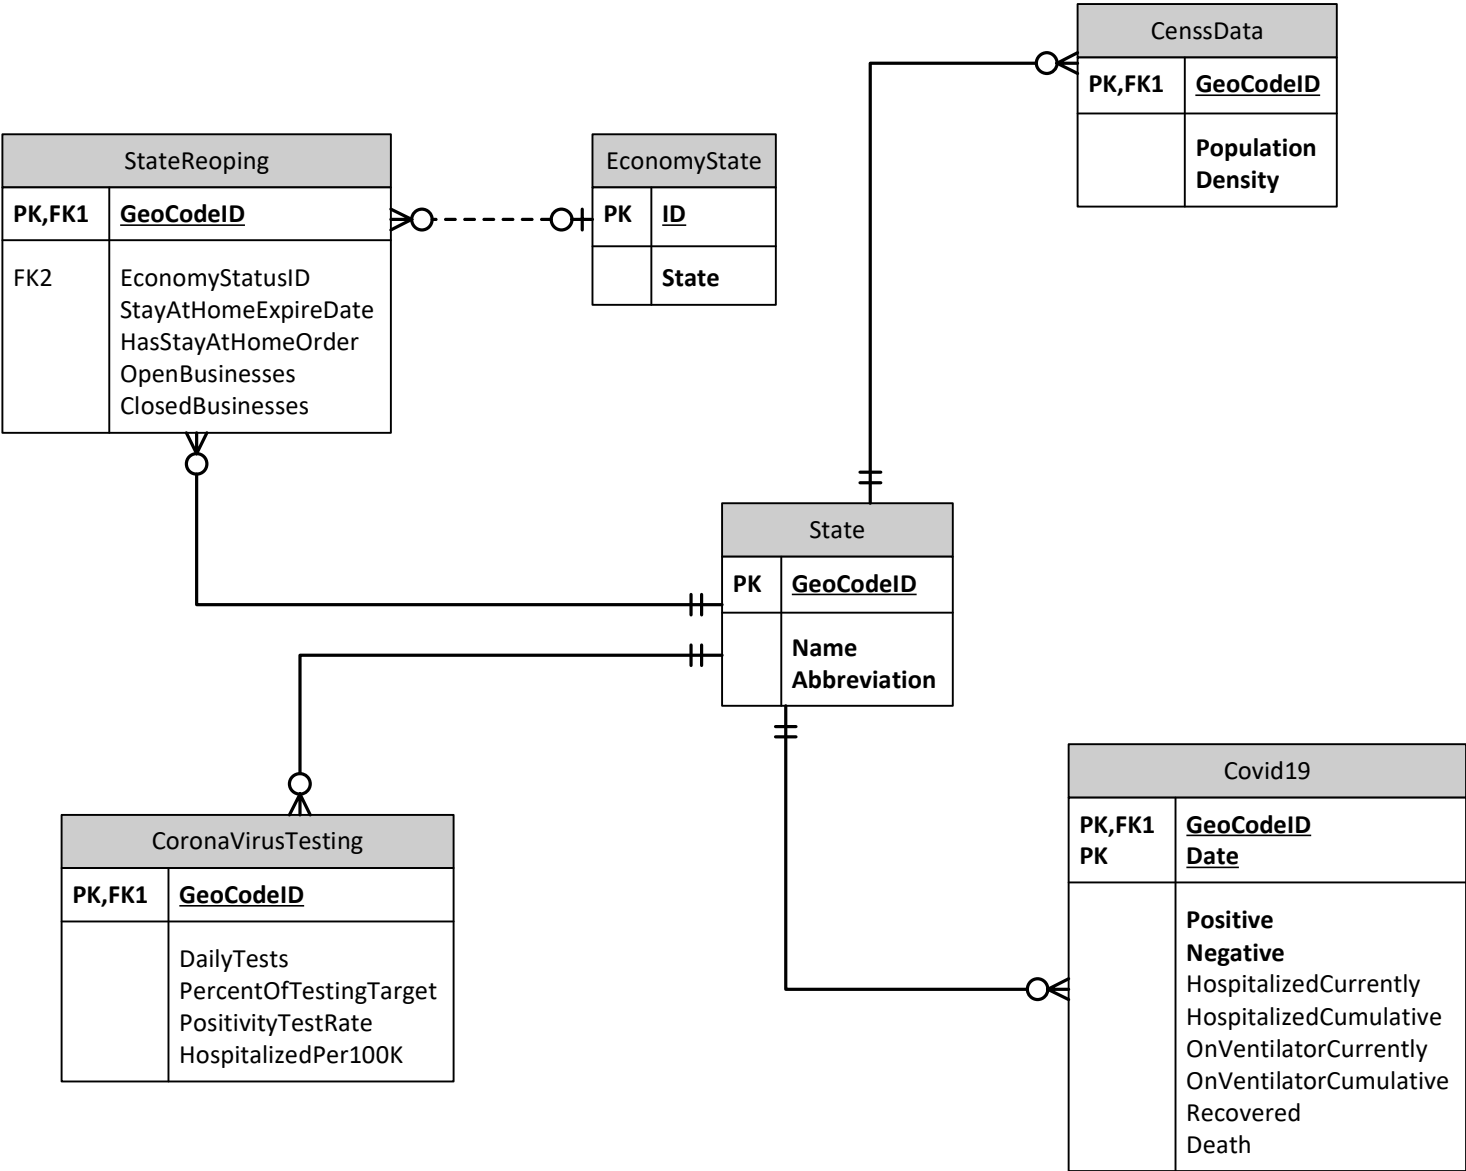 CenssData
PK,FK1 GeoCodeID
Population
Density
StateReoping
PK,FK1 GeoCodeID
FK2 EconomyStatusID
StayAtHomeExpireDate
HasStayAtHomeOrder
OpenBusinesses
ClosedBusinesses
EconomyState
PK ID
State
State
PK GeoCodeID
Name
Abbreviation
CoronaVirusTesting
PK,FK1 GeoCodeID
DailyTests
PercentOfTestingTarget
PositivityTestRate
HospitalizedPer100K
Covid19
PK,FK1 GeoCodeID
PK Date
Positive
Negative
HospitalizedCurrently
HospitalizedCumulative
OnVentilatorCurrently
OnVentilatorCumulative
Recovered
Death